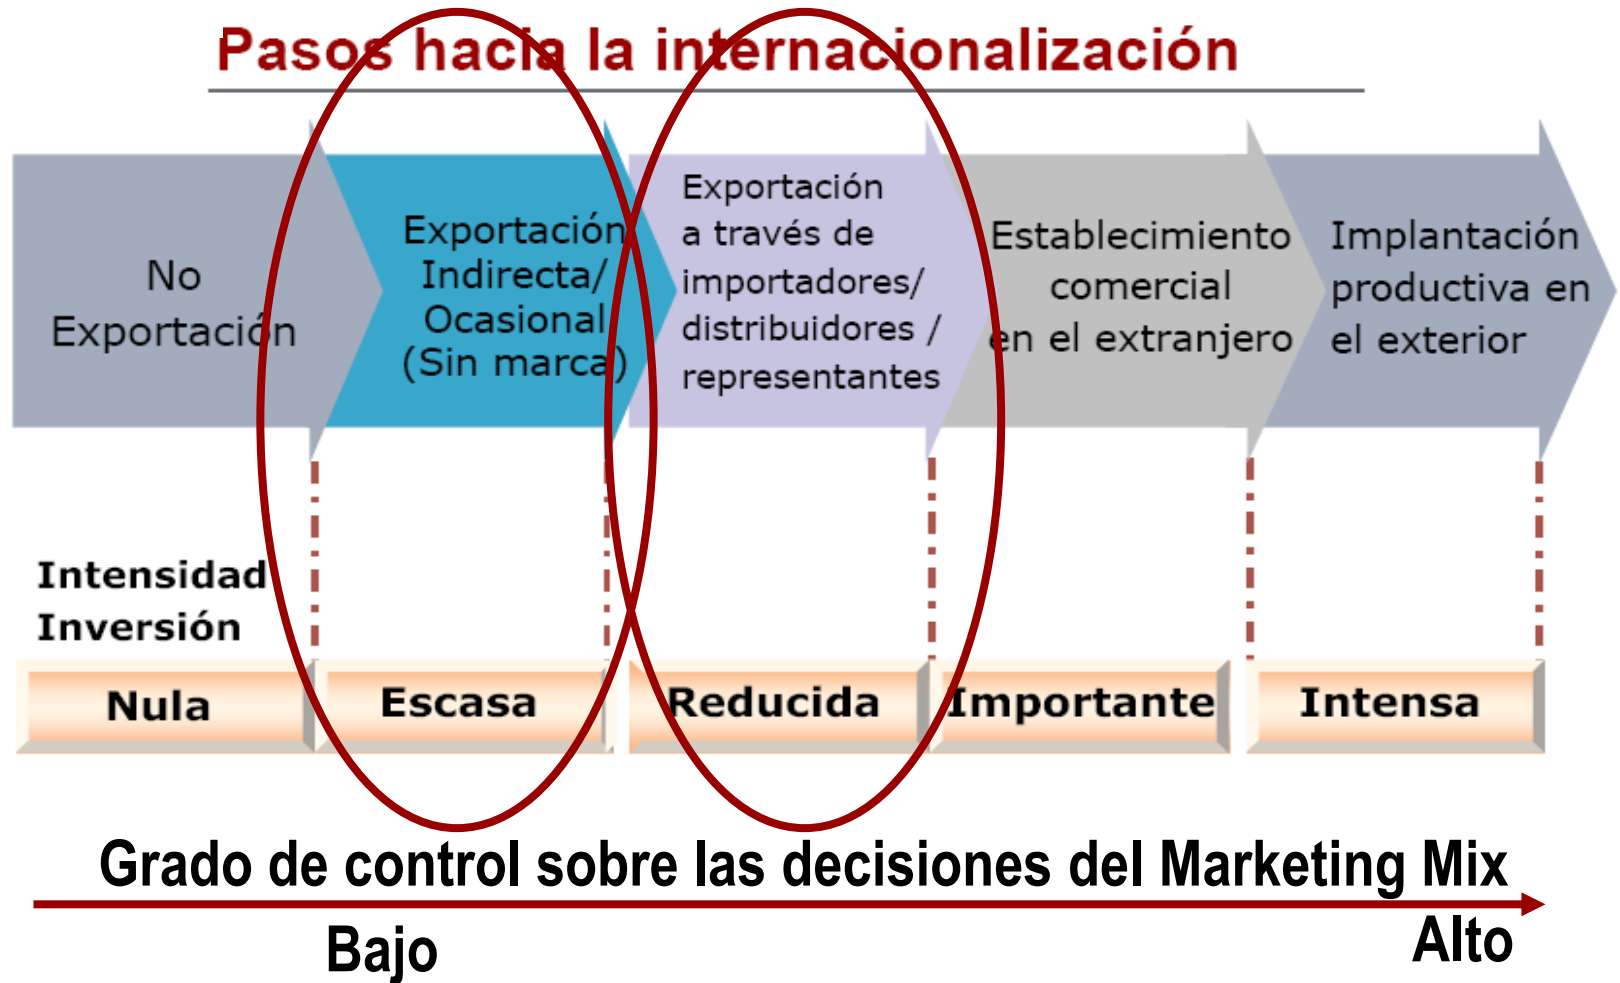 Pasos hacia la internacionalización
No
Exportación
Exportación
Indirecta/
Ocasional
(Sin marca)
Exportación
a través de
importadores/
distribuidores /
representantes
Establecimiento
comercial
en el extranjero
Implantación
productiva en
el exterior
Intensidad
Inversión
Nula
Escasa
Reducida
Importante
Intensa
Grado de control sobre las decisiones del Marketing Mix
Bajo
Alto